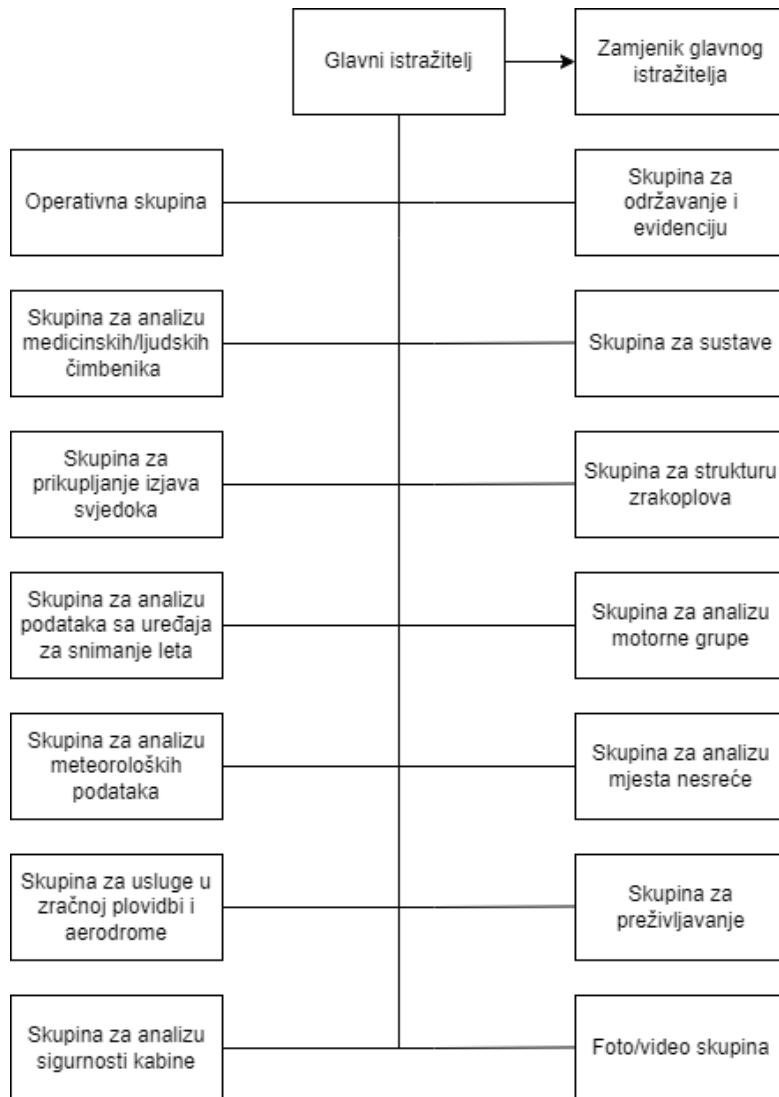 Glavni istražitelj
Zamjenik glavnog
istražitelja
Operativna skupina
Skupina za
održavanje i
evidenciju
Skupina za analizu
medicinskih/ljudskih
čimbenika
Skupina za sustave
Skupina za
prikupljanje izjava
svjedoka
Skupina za strukturu
zrakoplova
Skupina za analizu
podataka sa uređaja
za snimanje leta
Skupina za analizu
motorne grupe
Skupina za analizu
meteoroloških
podataka
Skupina za analizu
mjesta nesreće
Skupina za usluge u
zračnoj plovidbi i
aerodrome
Skupina za
preživljavanje
Skupina za analizu
sigurnosti kabine
Foto/video skupina